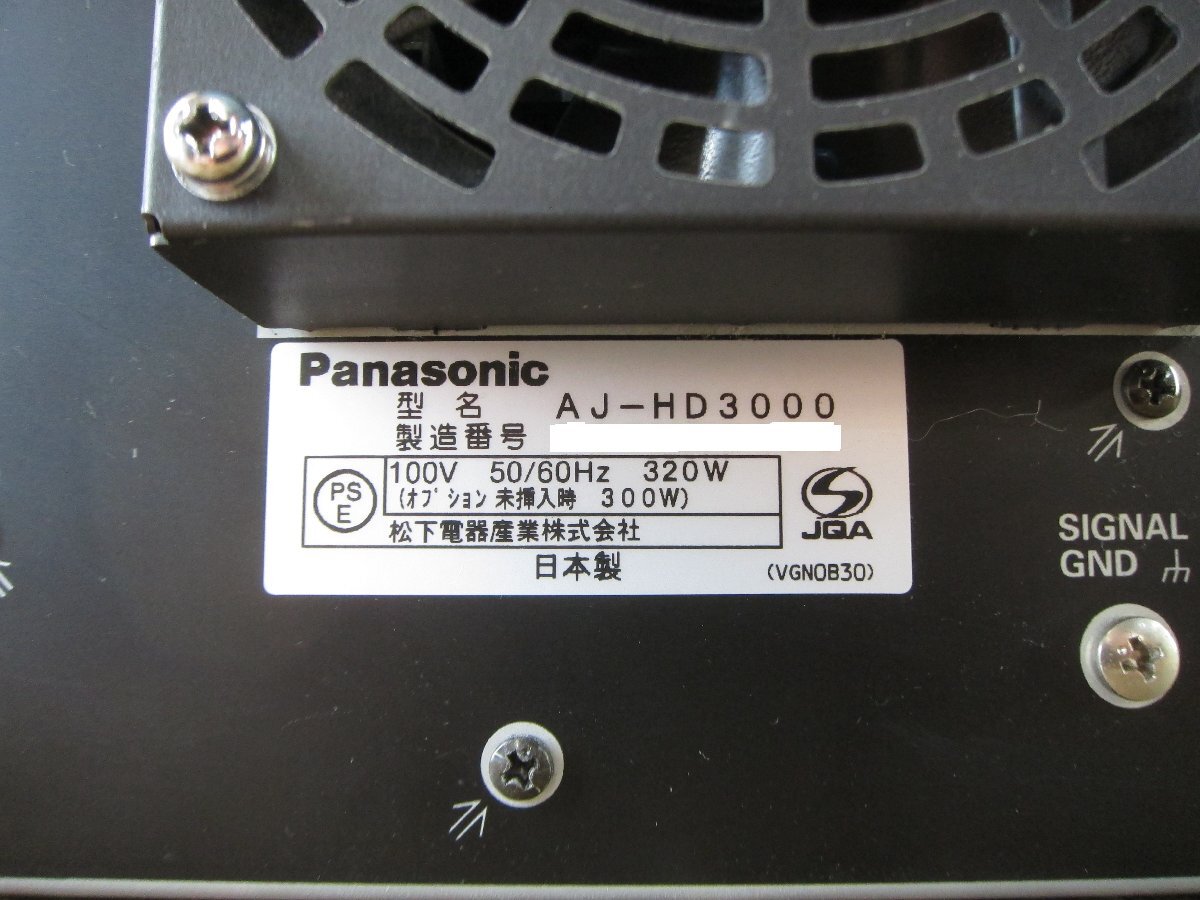 Panasonic
型名 AJ-HD3000
製造番号
PS
E
100V 50/60Hz 320W
(オプション未挿入時 300W)
松下電器産業株式会社
JQA
日本製
(VGN0B30)
SIGNAL
GND